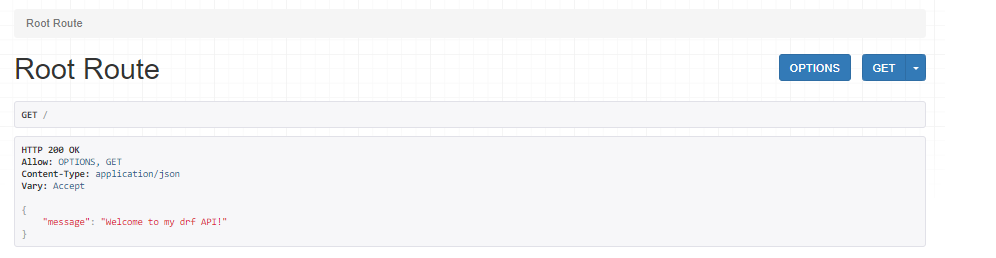 Root Route
Root Route
OPTIONS
GET
GET /
HTTP 200 OK
Allow: OPTIONS, GET
Content-Type: application/json
Vary: Accept
{
    "message": "Welcome to my drf API!"
}